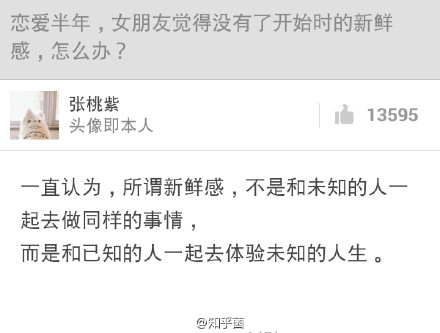 恋爱半年，女朋友觉得没有了开始时的新鲜
感，怎么办？
张桃紫
头像即本人
13595
一直认为，所谓新鲜感，不是和未知的人一
起去做同样的事情，
而是和已知的人一起去体验未知的人生。
@知乎菌